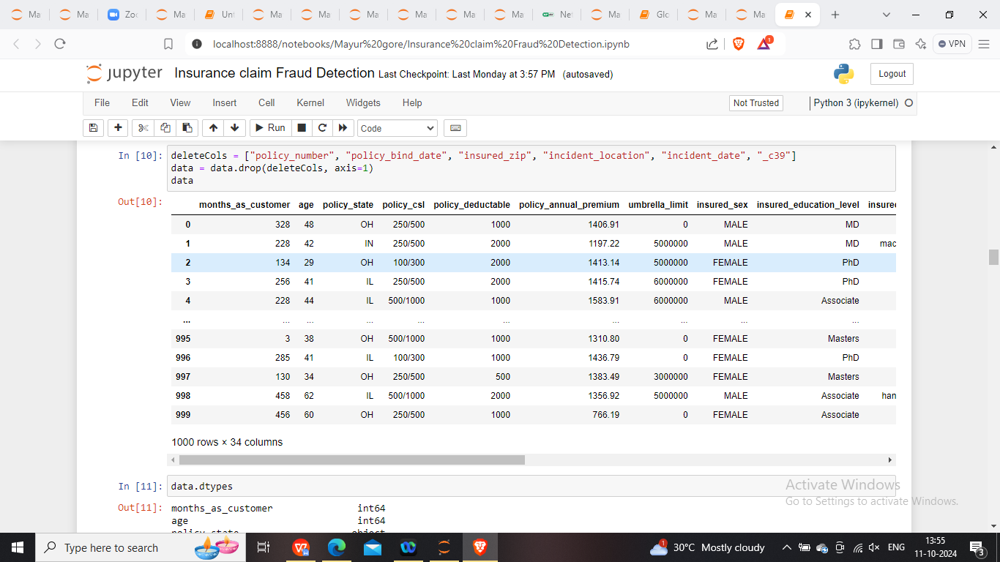 Ma Ma Zoo Ma Unt Ma Ma Ma Ma Ma Ma Ne Ma Glo Ma Ma
localhost:8888/notebooks/Mayur%20gore/Insurance%20claim%20Fraud%20Detection.ipynb
1
VPN
jupyter Insurance claim Fraud Detection Last Checkpoint: Last Monday at 3:57 PM (autosaved)
Logout
File Edit View Insert Cell Kernel Widgets Help
Not Trusted
Python 3 (ipykernel)
Run
Code
In [10]: deleteCols = ["policy_number", "policy_bind_date", "insured_zip", "incident_location", "incident_date", "_c39"]
data = data.drop(deleteCols, axis=1)
data
Out[10]:
months_as_customer age policy_state policy_csl policy_deductable policy_annual_premium umbrella_limit insured_sex insured_education_level insured
0 328 48 OH 250/500 1000 1406.91 0 MALE MD
1 228 42 IN 250/500 2000 1197.22 5000000 MALE MD mac
2 134 29 OH 100/300 2000 1413.14 5000000 FEMALE PhD
3 256 41 IL 250/500 2000 1415.74 6000000 FEMALE PhD
4 228 44 IL 500/1000 1000 1583.91 6000000 MALE Associate
... ... ... ... ... ... ... ... ... ...
995 3 38 OH 500/1000 1000 1310.80 0 FEMALE Masters
996 285 41 IL 100/300 1000 1436.79 0 FEMALE PhD
997 130 34 OH 250/500 500 1383.49 3000000 FEMALE Masters
998 458 62 IL 500/1000 2000 1356.92 5000000 MALE Associate han
999 456 60 OH 250/500 1000 766.19 0 FEMALE Associate
1000 rows × 34 columns
In [11]: data.dtypes
Out[11]: months_as_customer int64
age int64
policy_state object
Activate Windows
Go to Settings to activate Windows.
Type here to search
1
30°C Mostly cloudy
ENG
13:55
11-10-2024
3